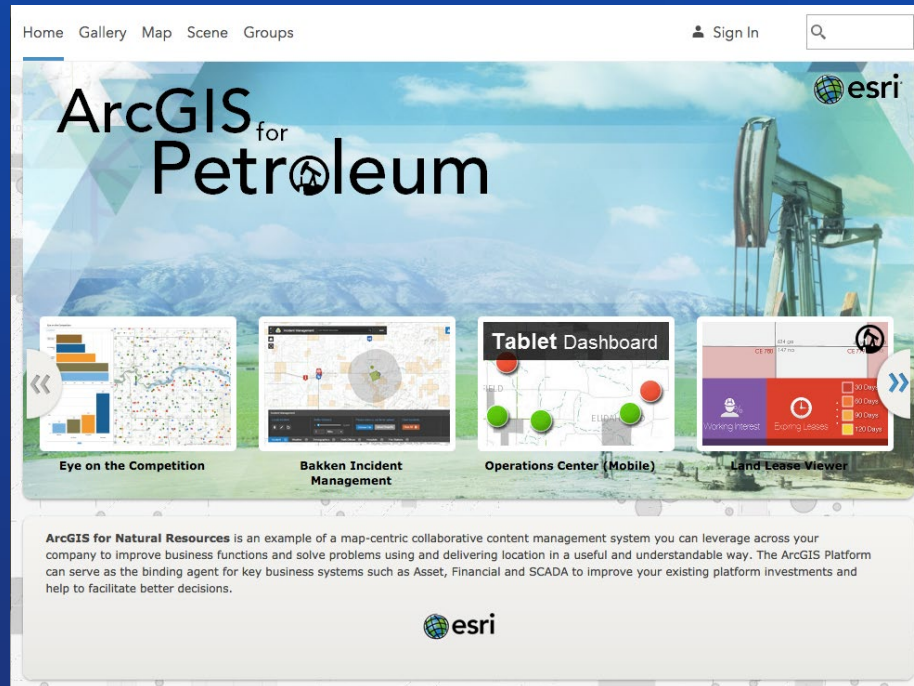 Home Gallery Map Scene Groups Sign In
esri
ArcGIS
for
Petroleum
Incident Management
Tablet Dashboard
CE 780
Working Interest
Expiring Leases
30 Days
60 Days
90 Days
120 Days
Eye on the Competition
Bakken Incident
Management
Operations Center (Mobile)
Land Lease Viewer
ArcGIS for Natural Resources is an example of a map-centric collaborative content management system you can leverage across your
company to improve business functions and solve problems using and delivering location in a useful and understandable way. The ArcGIS Platform
can serve as the binding agent for key business systems such as Asset, Financial and SCADA to improve your existing platform investments and
help to facilitate better decisions.
esri